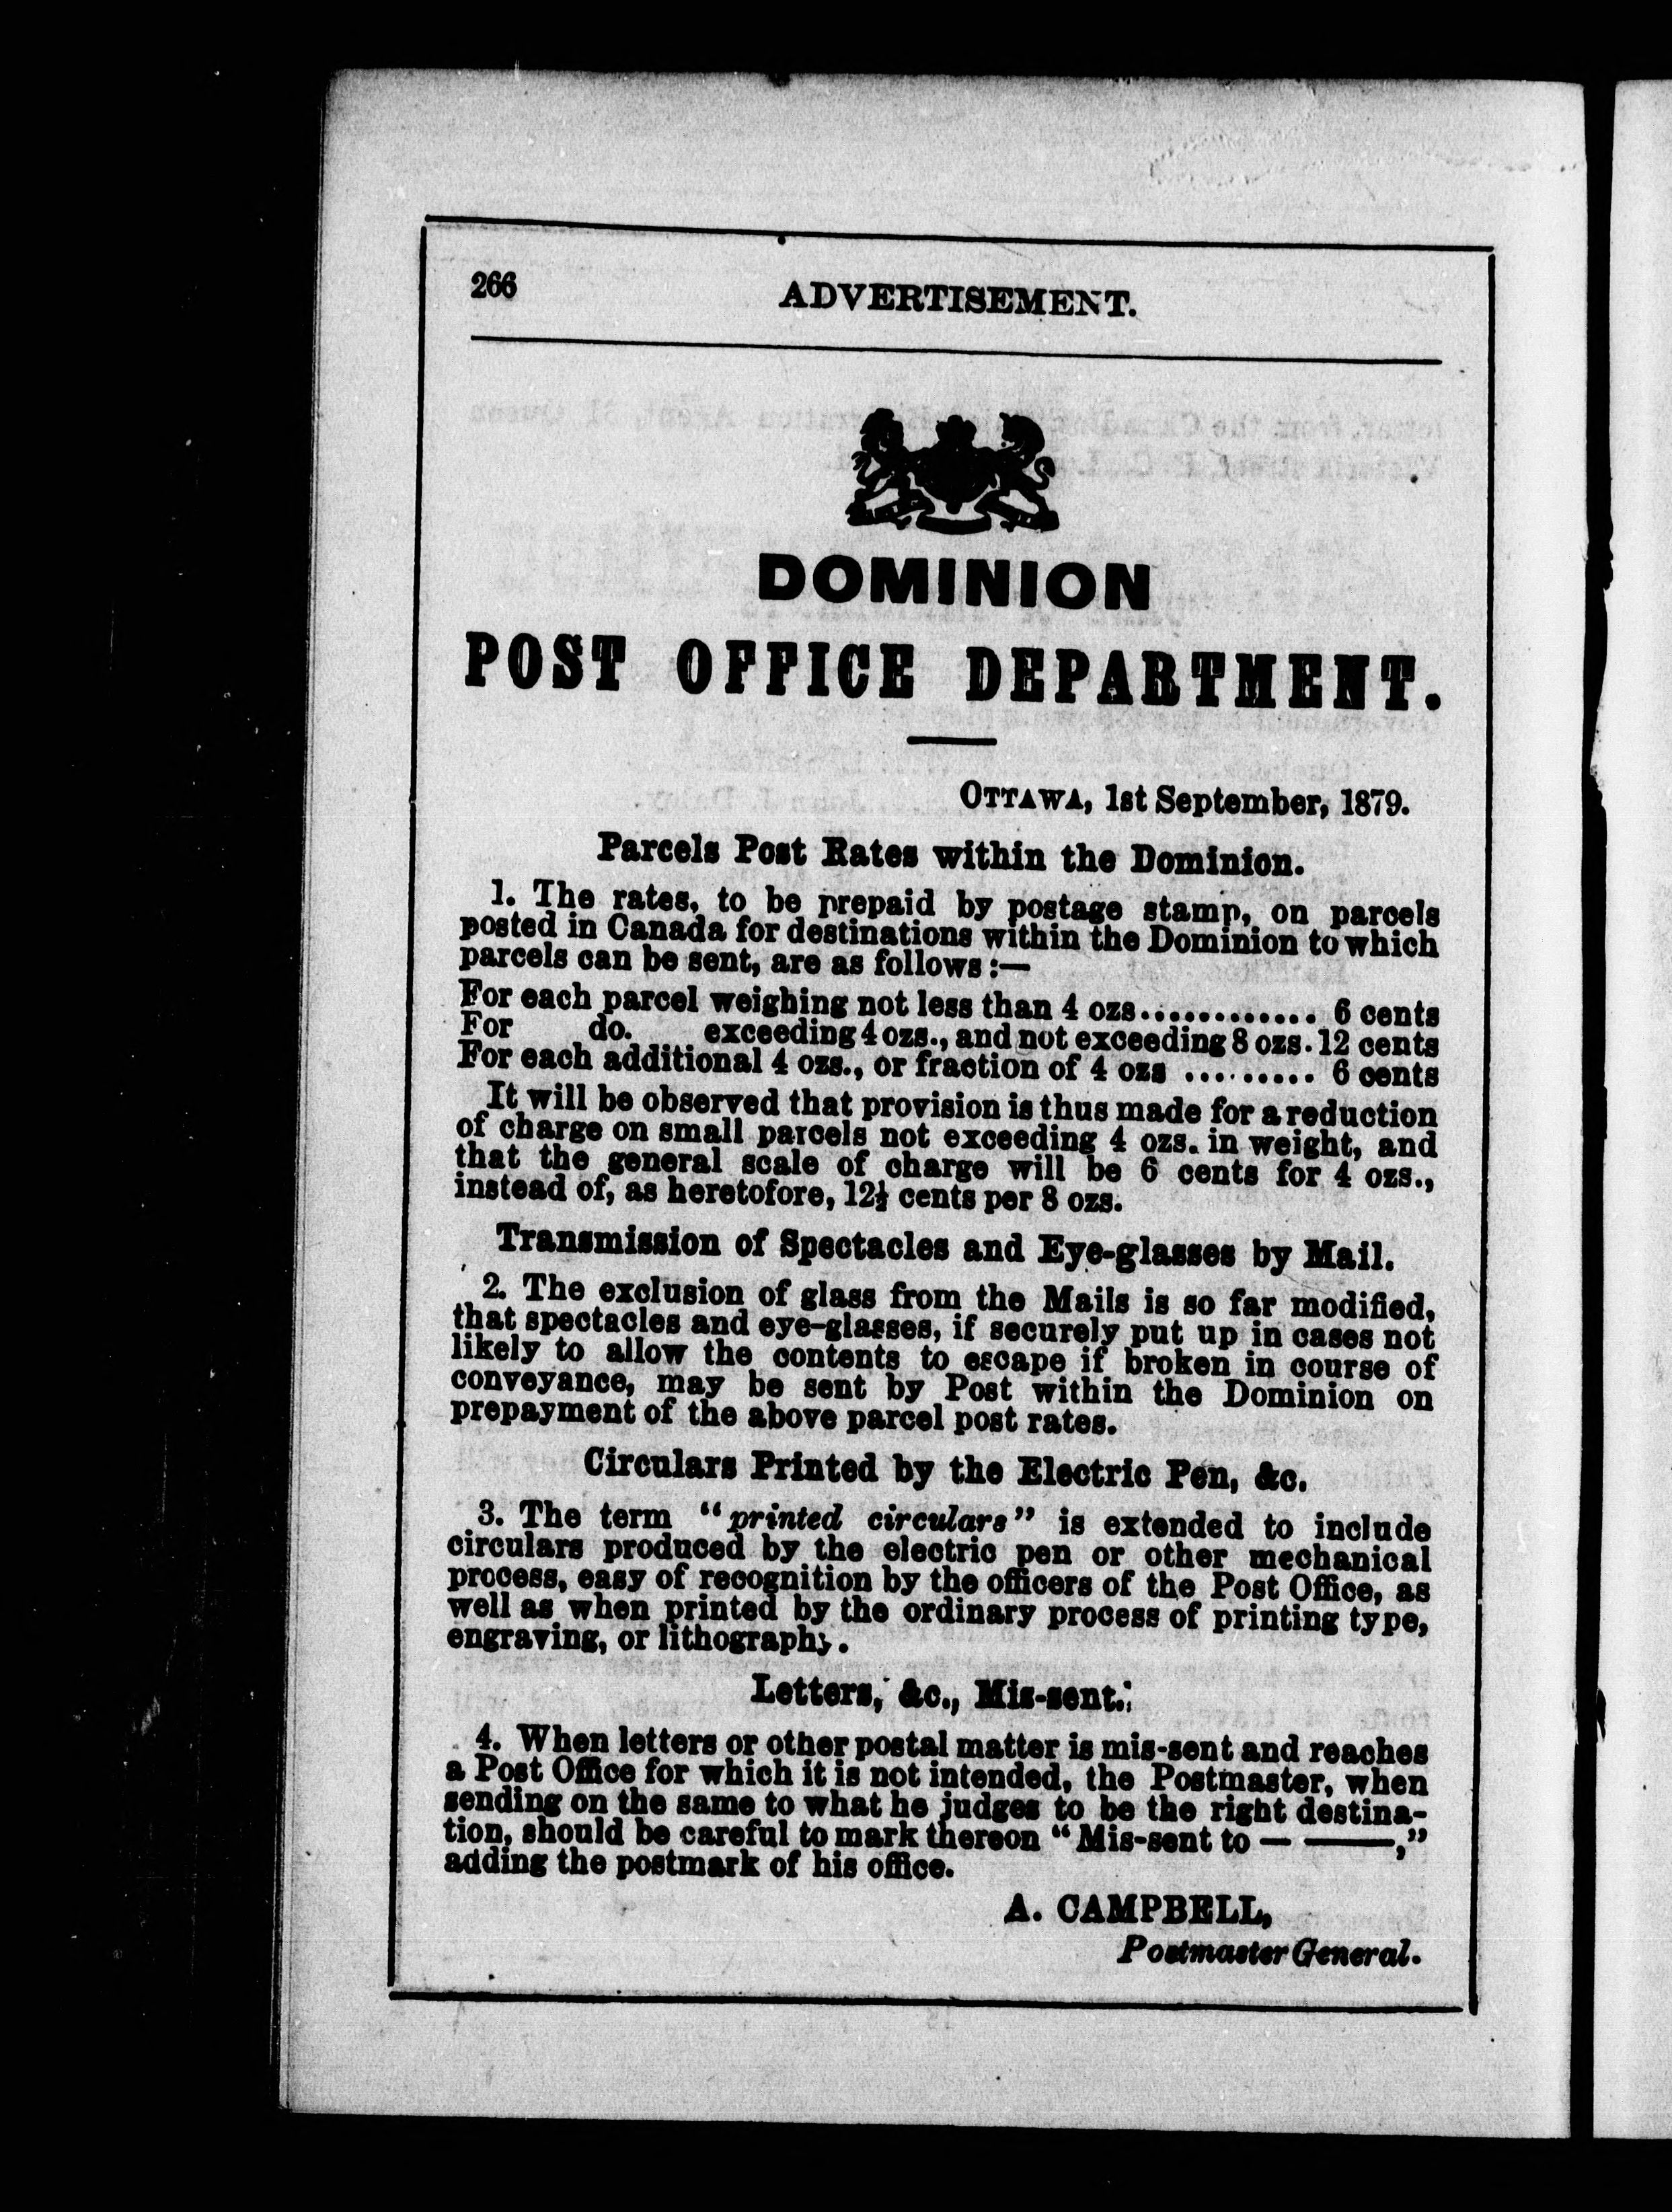 266
ADVERTISEMENT.
DOMINION
POST OFFICE DEPARTMENT.
OTTAWA, 1st September, 1879.
Parcels Post Rates within the Dominion.
1. The rates, to be prepaid by postage stamp, on parcels
posted in Canada for destinations within the Dominion to which
parcels can be sent, are as follows:—
For each parcel weighing not less than 4 ozs............. 6 cents
For do. exceeding 4 ozs., and not exceeding 8 ozs. 12 cents
For each additional 4 ozs., or fraction of 4 ozs .......... 6 cents
It will be observed that provision is thus made for a reduction
of charge on small parcels not exceeding 4 ozs. in weight, and
that the general scale of charge will be 6 cents for 4 ozs.,
instead of, as heretofore, 12½ cents per 8 ozs.
Transmission of Spectacles and Eye-glasses by Mail.
2. The exclusion of glass from the Mails is so far modified,
that spectacles and eye-glasses, if securely put up in cases not
likely to allow the contents to escape if broken in course of
conveyance, may be sent by Post within the Dominion on
prepayment of the above parcel post rates.
Circulars Printed by the Electric Pen, &c.
3. The term "printed circulars" is extended to include
circulars produced by the electric pen or other mechanical
process, easy of recognition by the officers of the Post Office, as
well as when printed by the ordinary process of printing type,
engraving, or lithography.
Letters, &c., Mis-sent.
4. When letters or other postal matter is mis-sent and reaches
a Post Office for which it is not intended, the Postmaster, when
sending on the same to what he judges to be the right destina-
tion, should be careful to mark thereon "Mis-sent to — ———,"
adding the postmark of his office.
A. CAMPBELL,
Postmaster General.